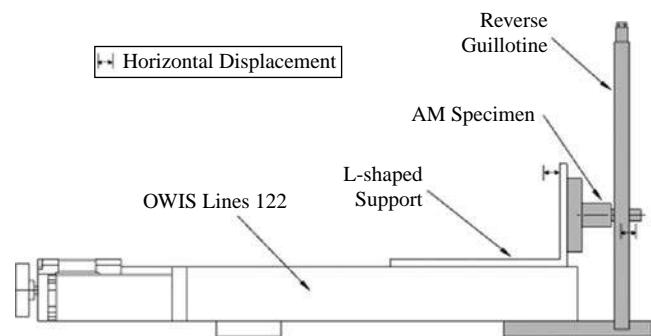 Reverse
Guillotine
Horizontal Displacement
AM Specimen
L-shaped
Support
OWIS Lines 122